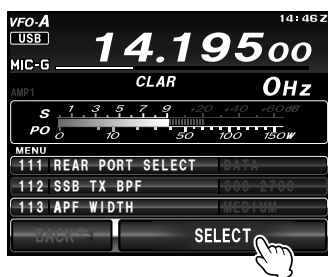 VFO-A 14:46Z
USB 14.19500
MIC-G
AMP1 CLAR 0Hz
S 1 3 5 7 9 +20 +40 +60dB
PO 0 10 50 100 150W
MENU
111 REAR PORT SELECT DATA
112 SSB TX BPF 300-2700
113 APF WIDTH MEDIUM
BACK SELECT